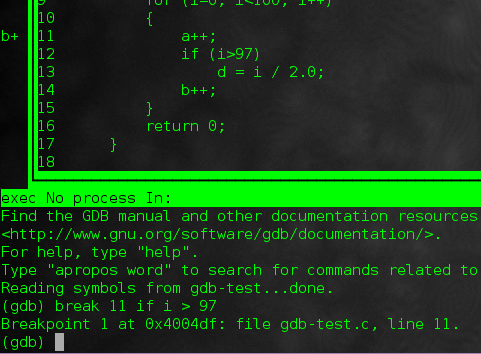 9 for (i=0; i<100; i++)
10 {
b+ 11 a++;
12 if (i>97)
13 d = i / 2.0;
14 b++;
15 }
16 return 0;
17 }
18
exec No process In:
Find the GDB manual and other documentation resources
<http://www.gnu.org/software/gdb/documentation/>.
For help, type "help".
Type "apropos word" to search for commands related to
Reading symbols from gdb-test...done.
(gdb) break 11 if i > 97
Breakpoint 1 at 0x4004df: file gdb-test.c, line 11.
(gdb)